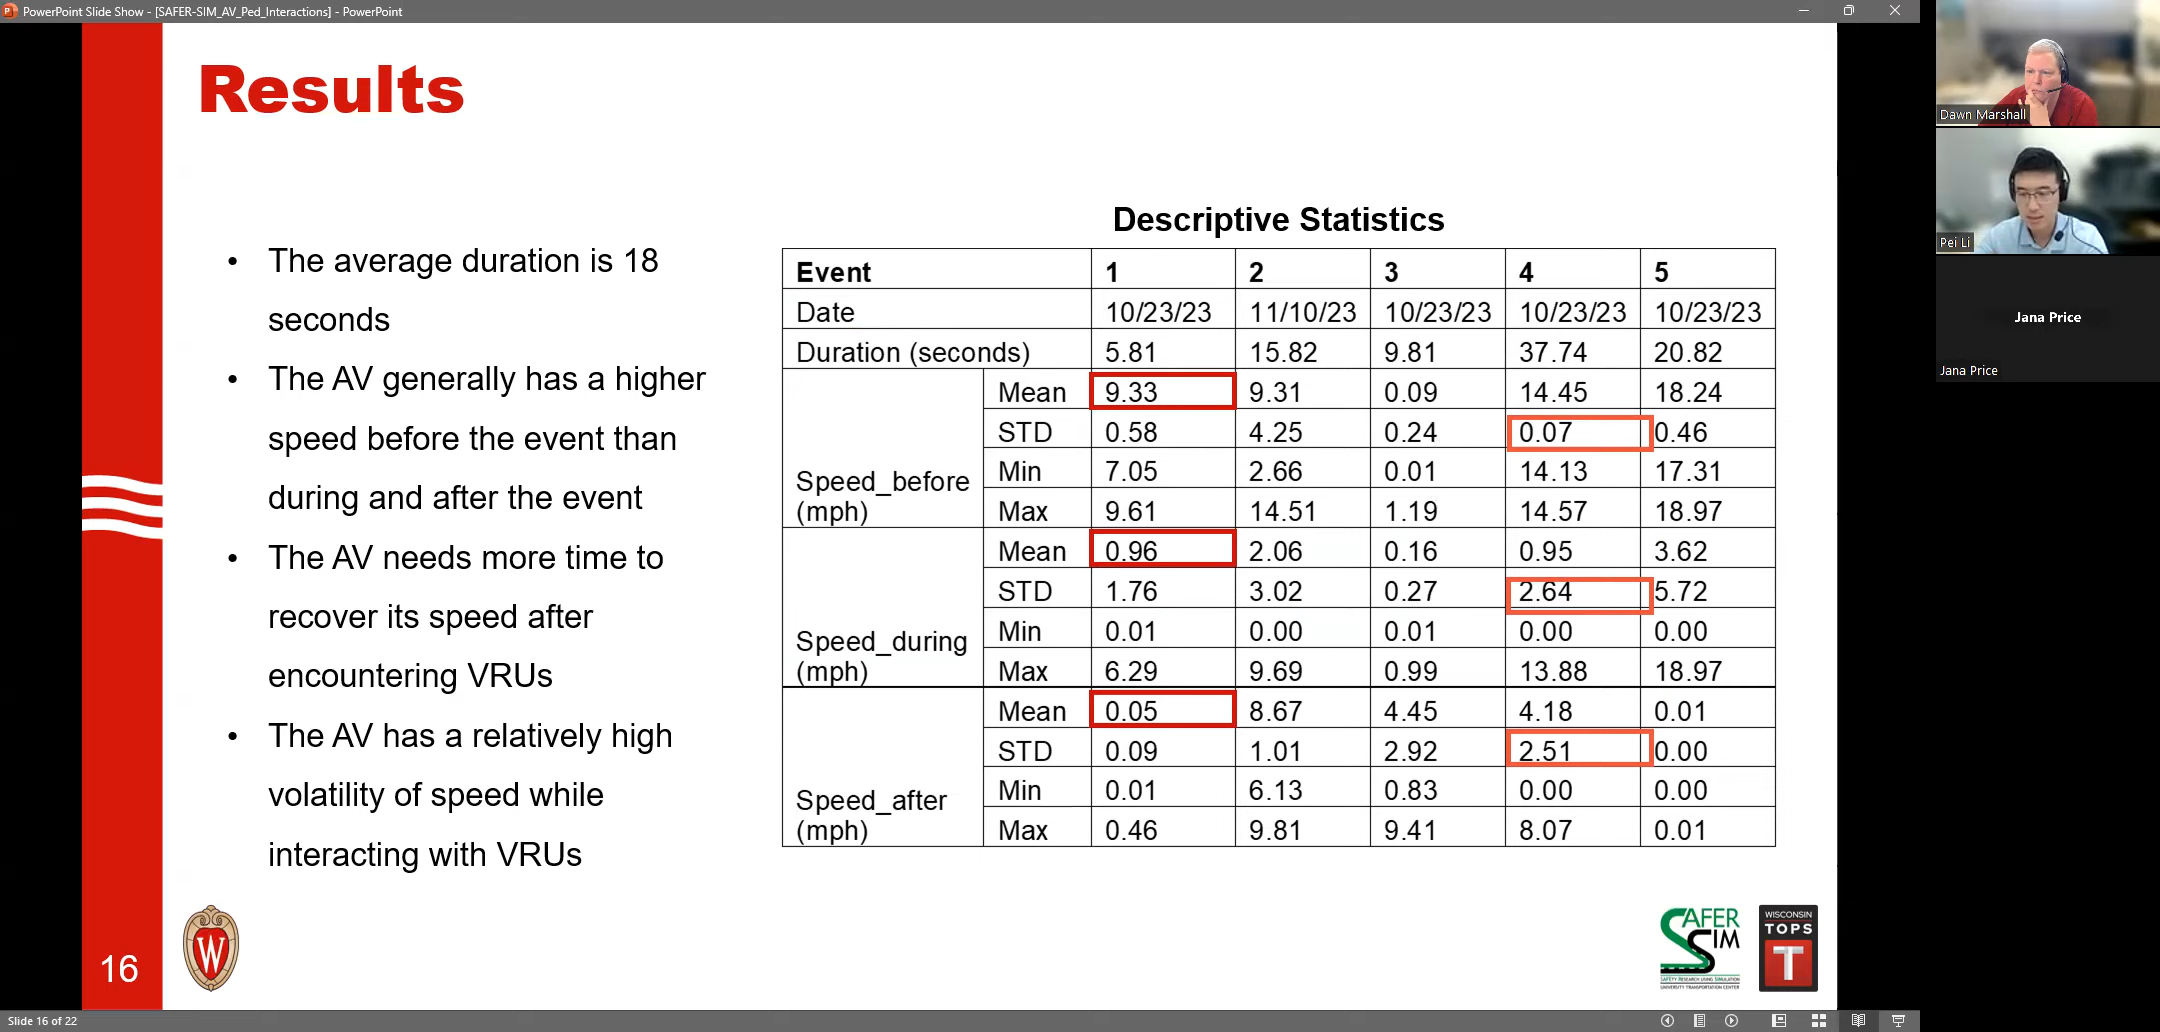 PowerPoint Slide Show - [SAFER-SIM_AV_Ped_Interactions] - PowerPoint
Results
• The average duration is 18
seconds
• The AV generally has a higher
speed before the event than
during and after the event
• The AV needs more time to
recover its speed after
encountering VRUs
• The AV has a relatively high
volatility of speed while
interacting with VRUs
Descriptive Statistics
Event 1 2 3 4 5
Date 10/23/23 11/10/23 10/23/23 10/23/23 10/23/23
Duration (seconds) 5.81 15.82 9.81 37.74 20.82
Speed_before (mph) Mean 9.33 9.31 0.09 14.45 18.24
STD 0.58 4.25 0.24 0.07 0.46
Min 7.05 2.66 0.01 14.13 17.31
Max 9.61 14.51 1.19 14.57 18.97
Speed_during (mph) Mean 0.96 2.06 0.16 0.95 3.62
STD 1.76 3.02 0.27 2.64 5.72
Min 0.01 0.00 0.01 0.00 0.00
Max 6.29 9.69 0.99 13.88 18.97
Speed_after (mph) Mean 0.05 8.67 4.45 4.18 0.01
STD 0.09 1.01 2.92 2.51 0.00
Min 0.01 6.13 0.83 0.00 0.00
Max 0.46 9.81 9.41 8.07 0.01
16
W
SAFER
SIM
SAFETY RESEARCH USING SIMULATION
UNIVERSITY TRANSPORTATION CENTER
WISCONSIN
TOPS
T
Slide 16 of 22
Dawn Marshall
Pei Li
Jana Price
Jana Price